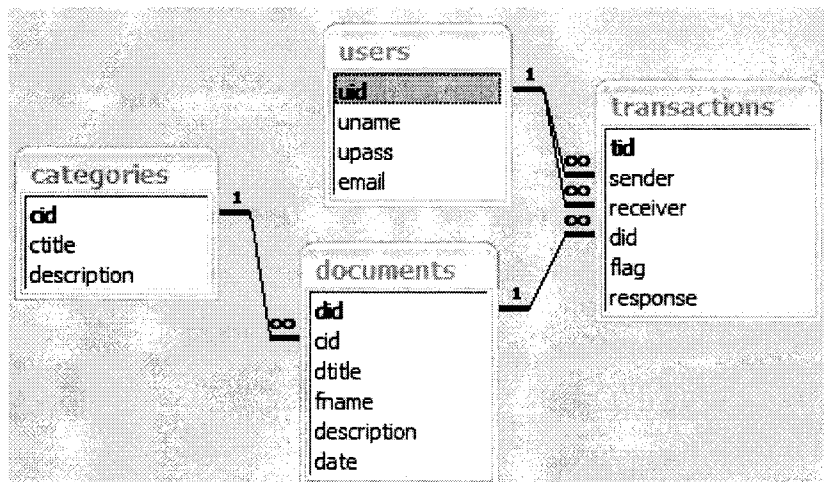 users
uid
uname
upass
email
1
transactions
tid
sender
receiver
did
flag
response
∞
∞
∞
categories
cid
ctitle
description
1
documents
did
cid
dtitle
fname
description
date
∞
1